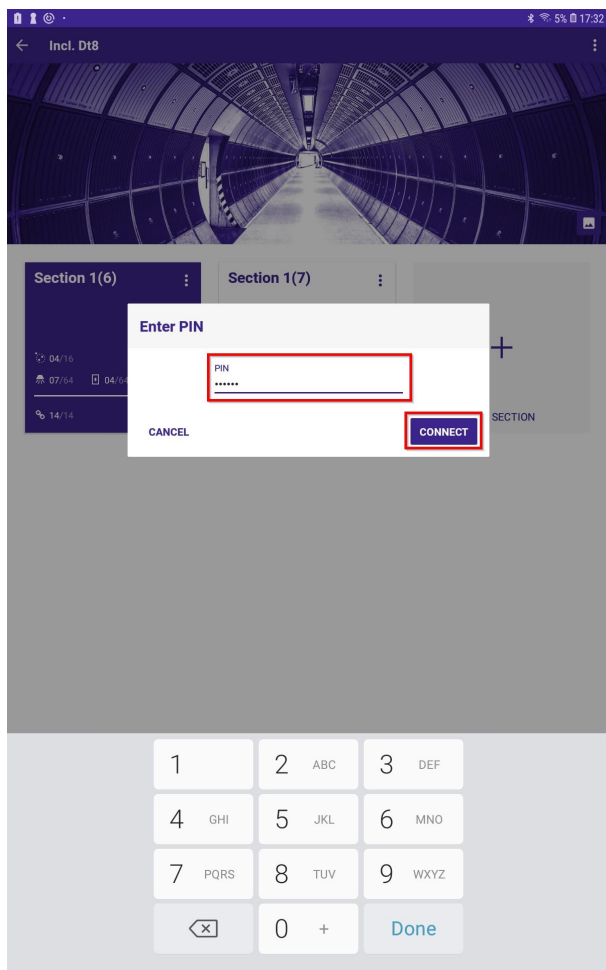 5% 17:32
Incl. Dt8
Section 1(6)
Section 1(7)
04/16
07/64 04/64
14/14
SECTION
Enter PIN
PIN
••••••
CANCEL
CONNECT
1
2 ABC
3 DEF
4 GHI
5 JKL
6 MNO
7 PQRS
8 TUV
9 WXYZ
0 +
Done